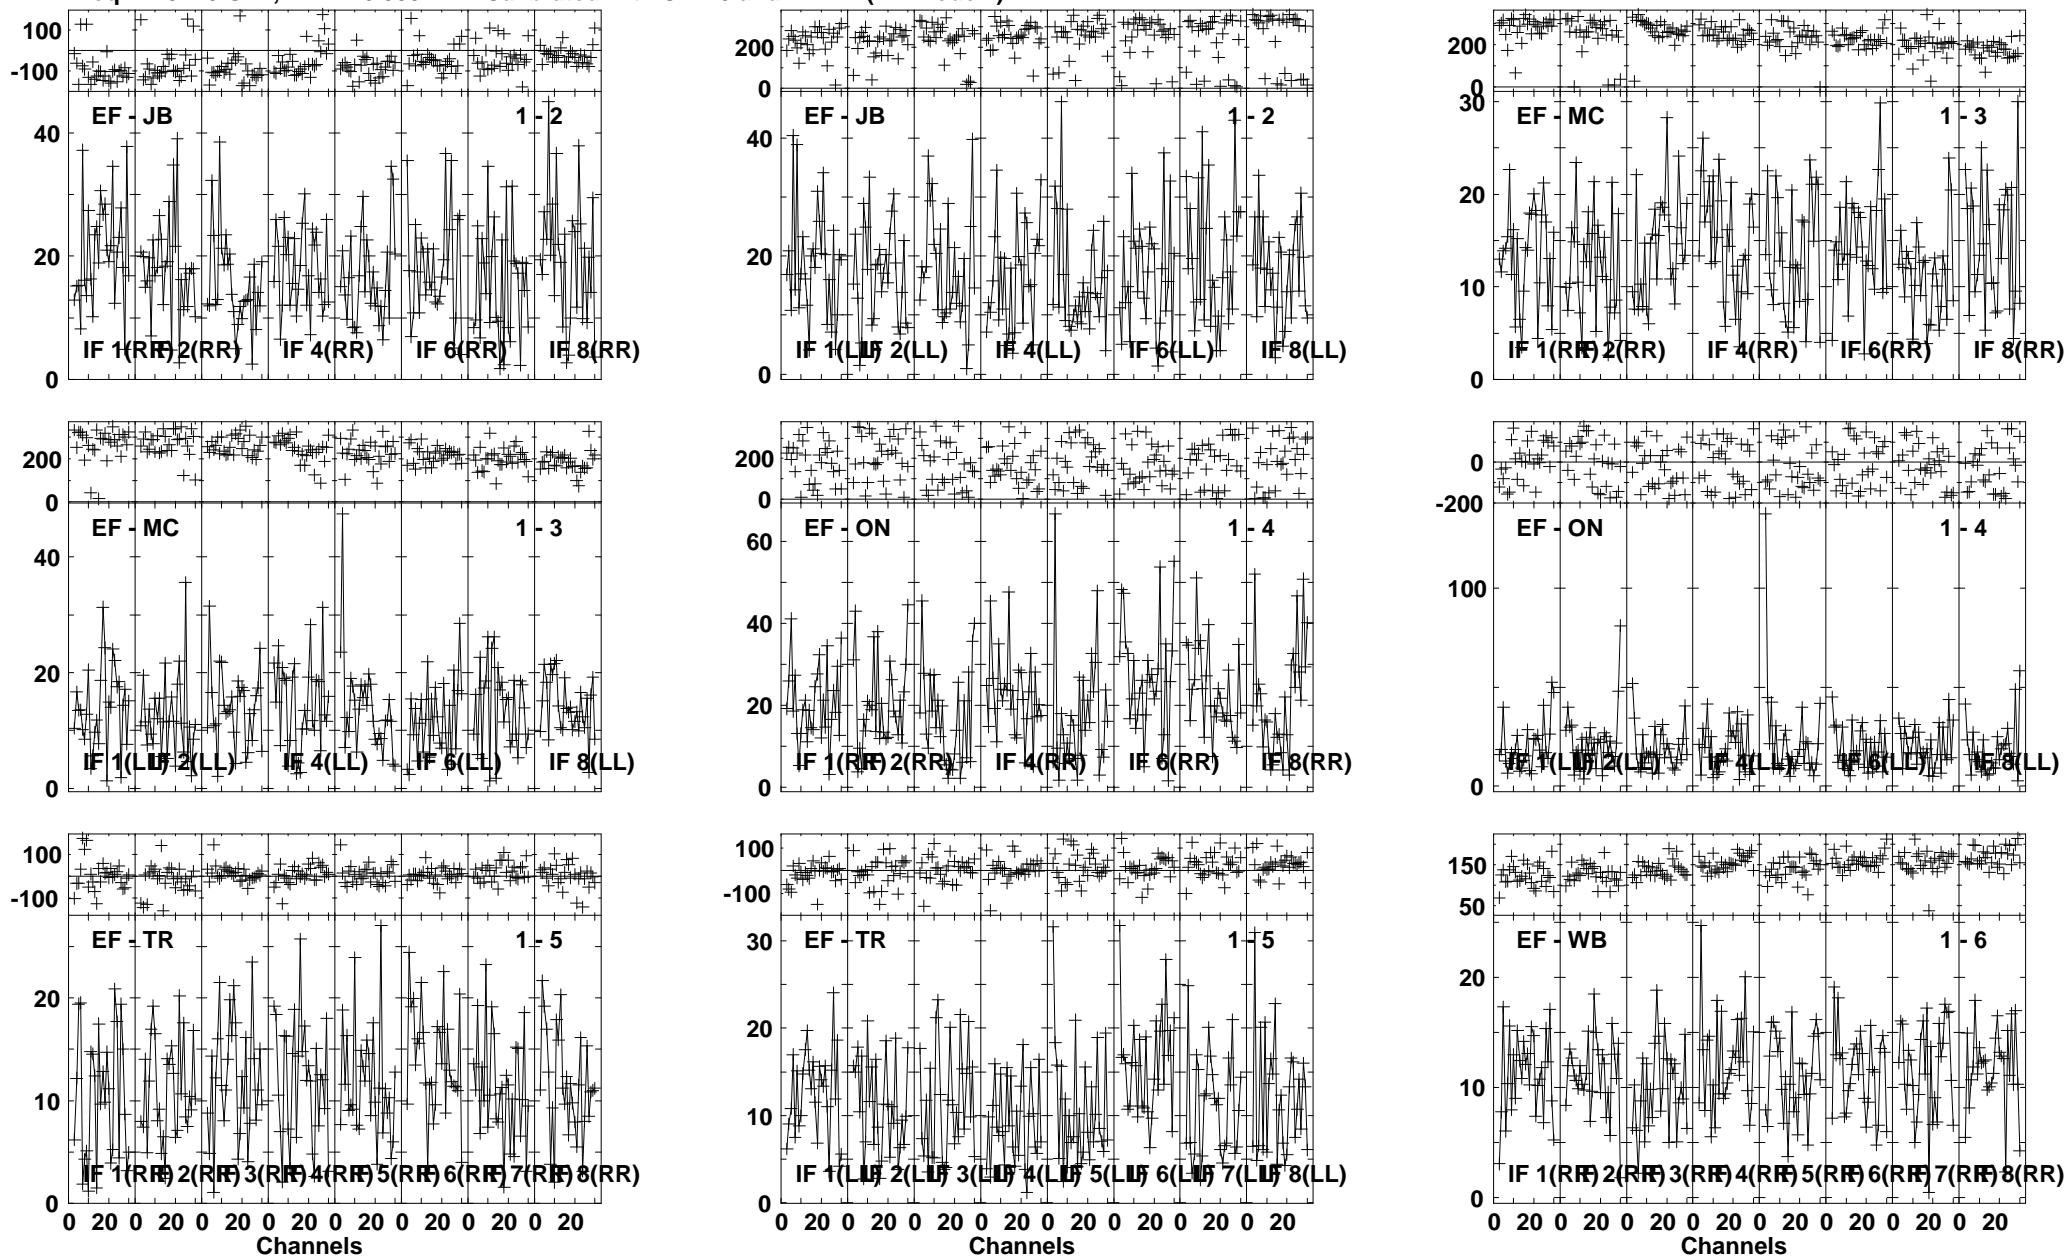 100
-100
EF - JB 1 - 2
40
20
0
IF 1(RR) IF 2(RR) IF 4(RR) IF 6(RR) IF 8(RR)
200
0
EF - JB 1 - 2
40
20
0
IF 1(LL) IF 2(LL) IF 4(LL) IF 6(LL) IF 8(LL)
200
0
EF - MC 1 - 3
30
20
10
0
IF 1(RR) IF 2(RR) IF 4(RR) IF 6(RR) IF 8(RR)
200
0
EF - MC 1 - 3
40
20
0
IF 1(LL) IF 2(LL) IF 4(LL) IF 6(LL) IF 8(LL)
200
0
EF - ON 1 - 4
60
40
20
0
IF 1(RR) IF 2(RR) IF 4(RR) IF 6(RR) IF 8(RR)
0
-200
EF - ON 1 - 4
100
0
IF 1(LL) IF 2(LL) IF 4(LL) IF 6(LL) IF 8(LL)
100
-100
EF - TR 1 - 5
20
10
0
IF 1(RR) IF 2(RR) IF 3(RR) IF 4(RR) IF 5(RR) IF 6(RR) IF 7(RR) IF 8(RR)
0 20 0 20 0 20 0 20 0 20 0 20 0 20 0 20
Channels
100
-100
EF - TR 1 - 5
30
20
10
0
IF 1(LL) IF 2(LL) IF 3(LL) IF 4(LL) IF 5(LL) IF 6(LL) IF 7(LL) IF 8(LL)
0 20 0 20 0 20 0 20 0 20 0 20 0 20 0 20
Channels
150
50
EF - WB 1 - 6
20
10
0
IF 1(RR) IF 2(RR) IF 3(RR) IF 4(RR) IF 5(RR) IF 6(RR) IF 7(RR) IF 8(RR)
0 20 0 20 0 20 0 20 0 20 0 20 0 20 0 20
Channels